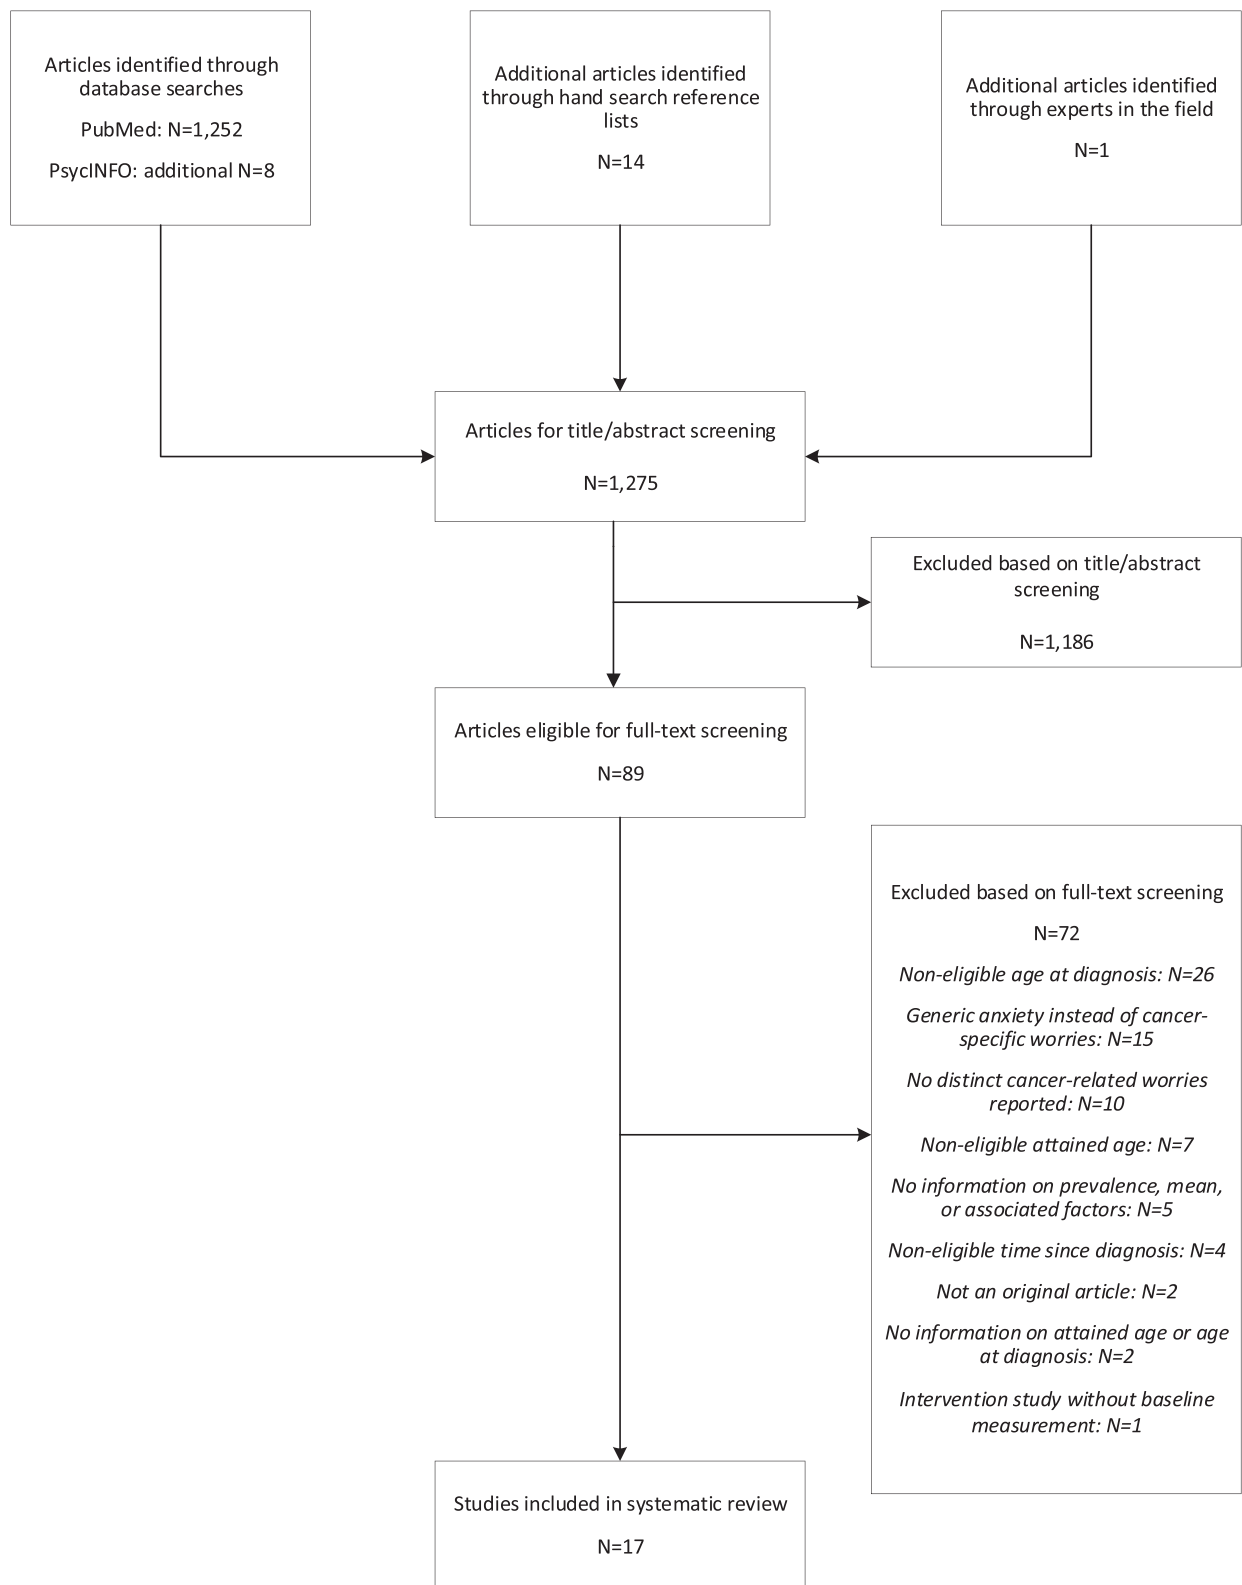 Articles identified through
database searches
PubMed: N=1,252
PsycINFO: additional N=8
Additional articles identified
through hand search reference
lists
N=14
Additional articles identified
through experts in the field
N=1
Articles for title/abstract screening
N=1,275
Excluded based on title/abstract
screening
N=1,186
Articles eligible for full-text screening
N=89
Excluded based on full-text screening
N=72
Non-eligible age at diagnosis: N=26
Generic anxiety instead of cancer-
specific worries: N=15
No distinct cancer-related worries
reported: N=10
Non-eligible attained age: N=7
No information on prevalence, mean,
or associated factors: N=5
Non-eligible time since diagnosis: N=4
Not an original article: N=2
No information on attained age or age
at diagnosis: N=2
Intervention study without baseline
measurement: N=1
Studies included in systematic review
N=17